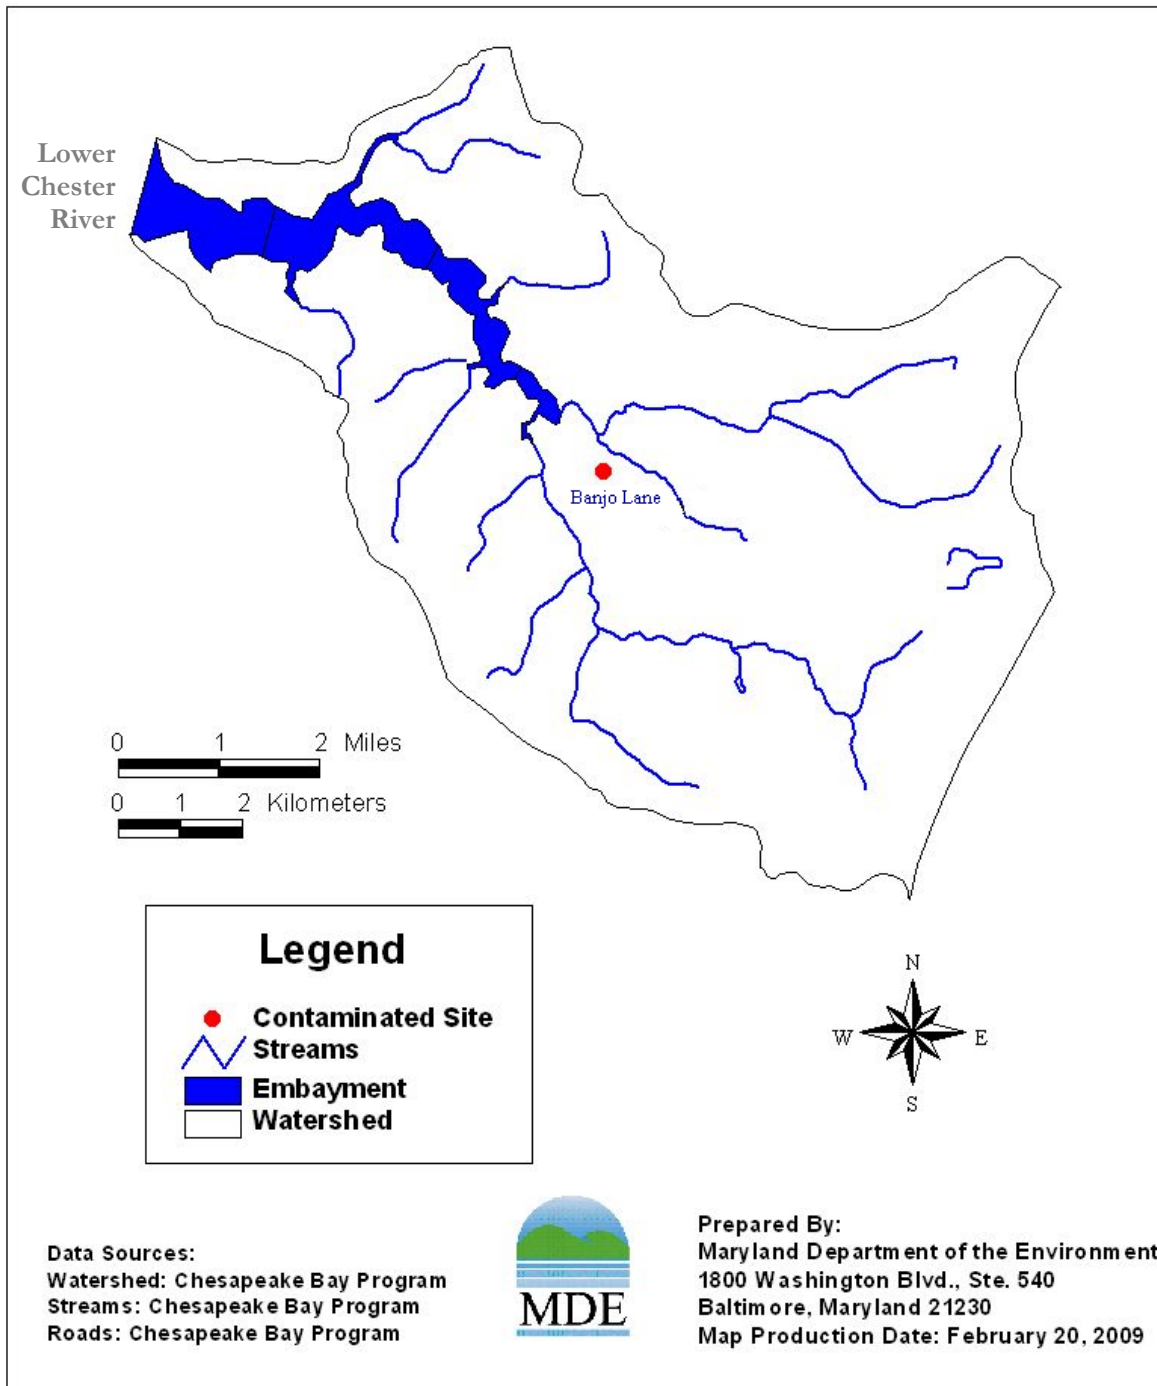 Lower
Chester
River
Banjo Lane
0 1 2 Miles
0 1 2 Kilometers
Legend
Contaminated Site
Streams
Embayment
Watershed
N
W E
S
Data Sources:
Watershed: Chesapeake Bay Program
Streams: Chesapeake Bay Program
Roads: Chesapeake Bay Program
MDE
Prepared By:
Maryland Department of the Environment
1800 Washington Blvd., Ste. 540
Baltimore, Maryland 21230
Map Production Date: February 20, 2009